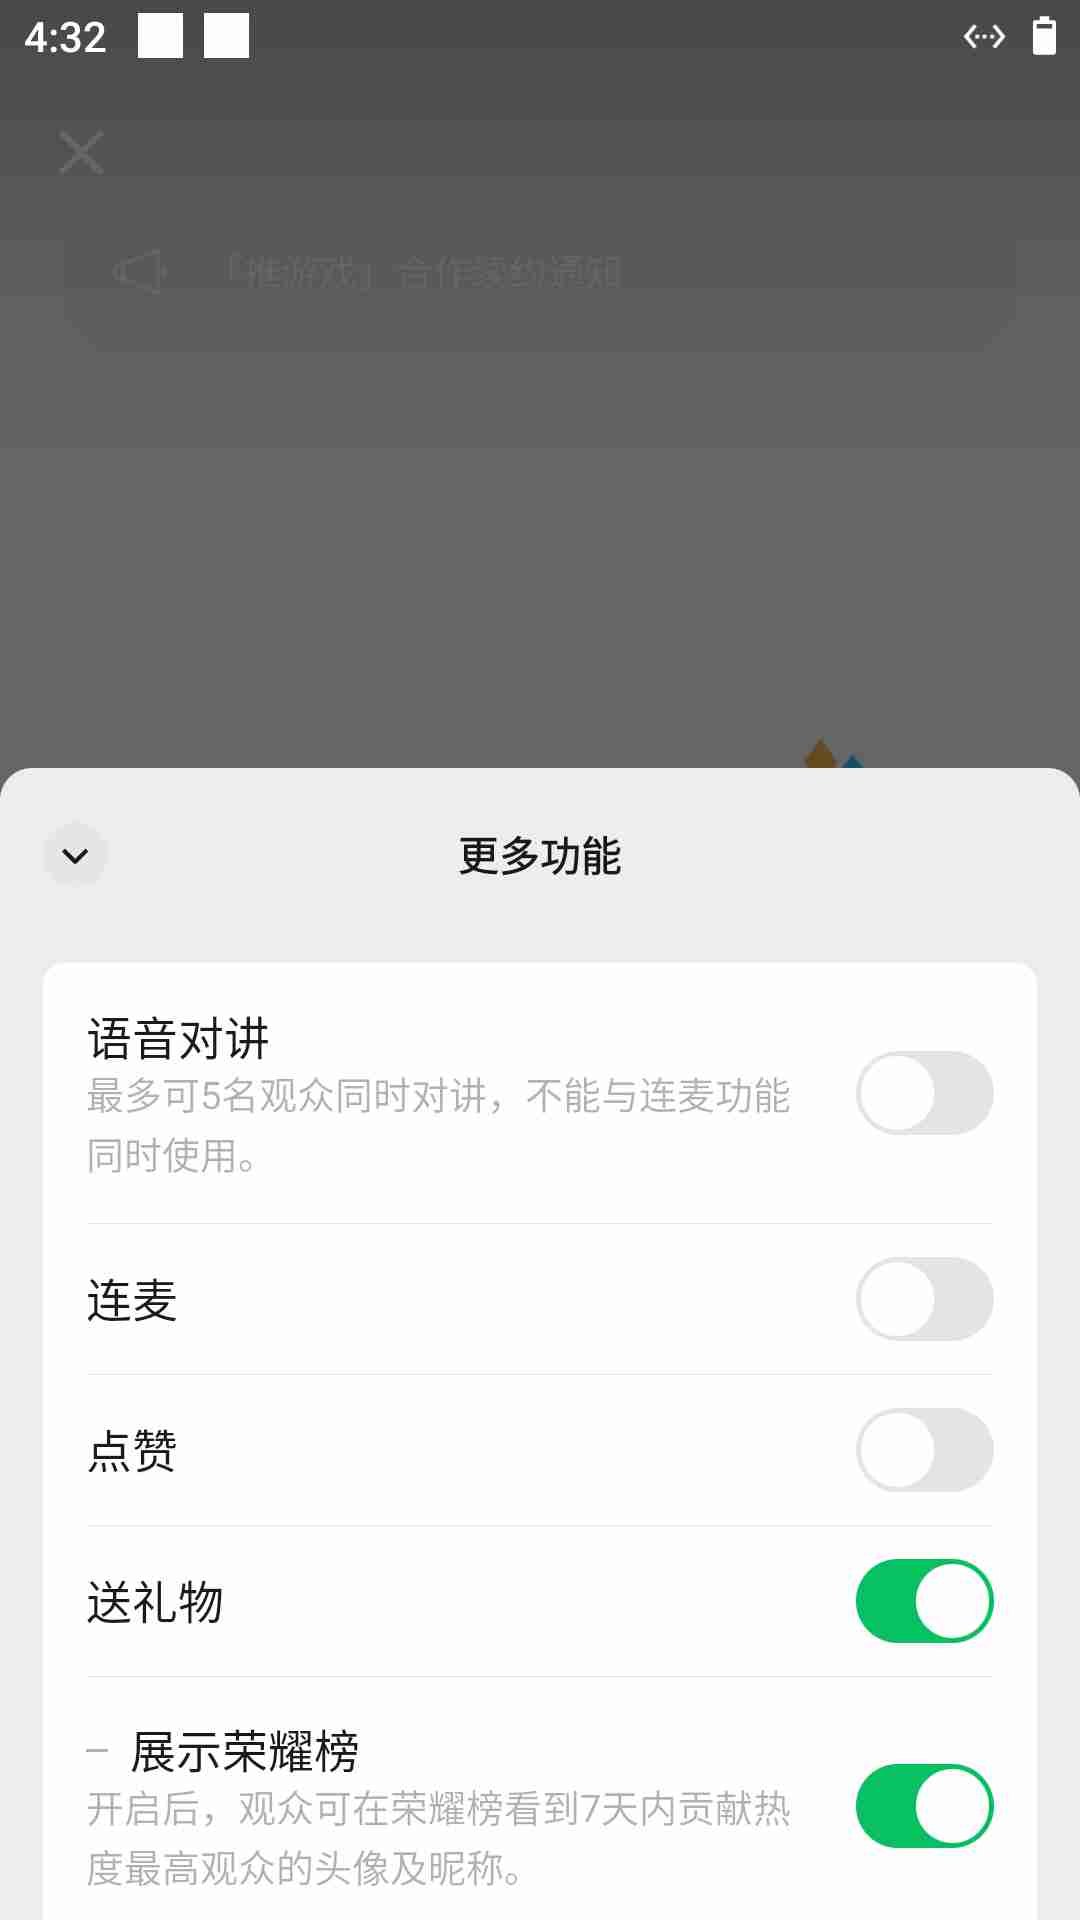 4:32
「推游戏」合作续约通知
更多功能
语音对讲
最多可5名观众同时对讲，不能与连麦功能
同时使用。
连麦
点赞
送礼物
展示荣耀榜
开启后，观众可在荣耀榜看到7天内贡献热
度最高观众的头像及昵称。